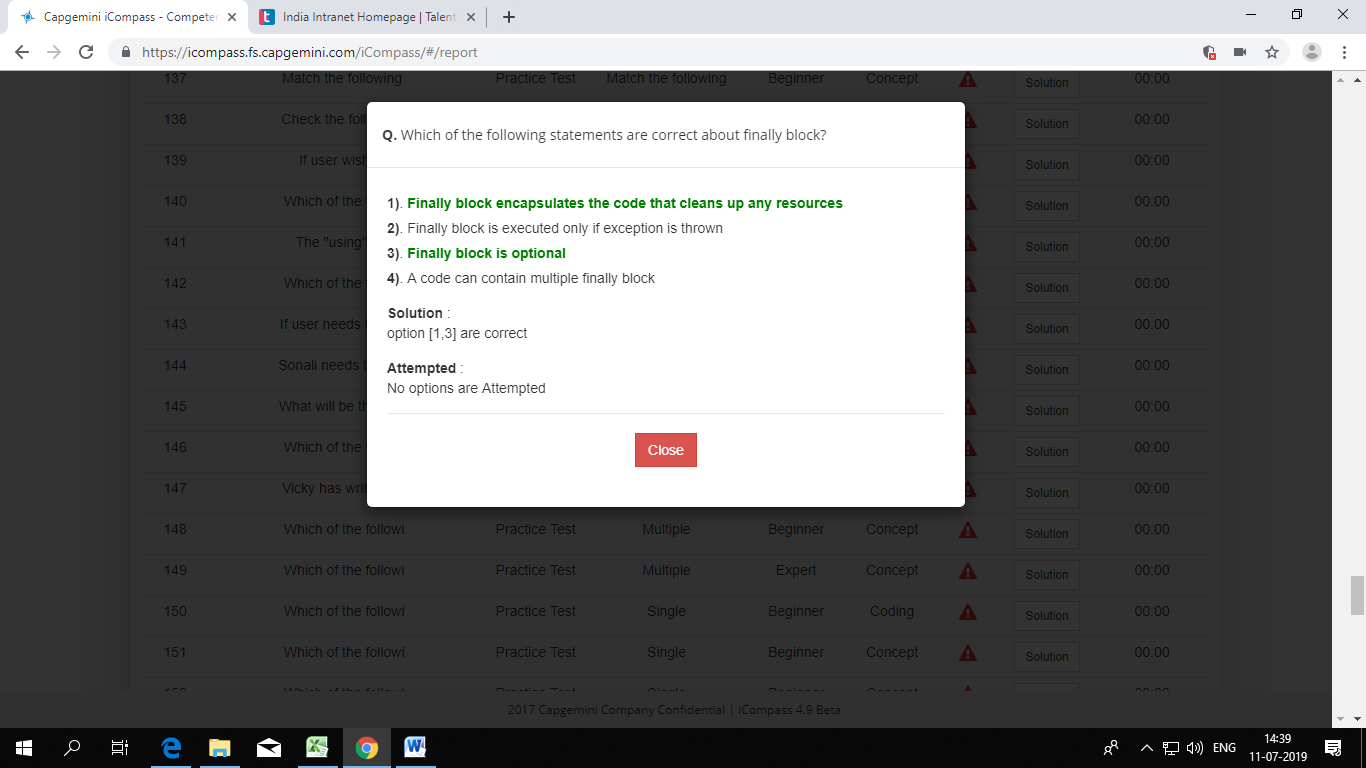 Capgemini iCompass - Competer
India Intranet Homepage | Talent
https://icompass.fs.capgemini.com/iCompass/#/report
137 Match the following Practice Test Match the following Beginner Concept Solution 00:00
138 Check the foll Solution 00:00
139 If user wish Solution 00:00
140 Which of the Solution 00:00
141 The "using" Solution 00:00
142 Which of the Solution 00:00
143 If user needs Solution 00:00
144 Sonali needs Solution 00:00
145 What will be th Solution 00:00
146 Which of the Solution 00:00
147 Vicky has writ Solution 00:00
Q. Which of the following statements are correct about finally block?
1). Finally block encapsulates the code that cleans up any resources
2). Finally block is executed only if exception is thrown
3). Finally block is optional
4). A code can contain multiple finally block
Solution :
option [1,3] are correct
Attempted :
No options are Attempted
Close
148 Which of the followi Practice Test Multiple Beginner Concept Solution 00:00
149 Which of the followi Practice Test Multiple Expert Concept Solution 00:00
150 Which of the followi Practice Test Single Beginner Coding Solution 00:00
151 Which of the followi Practice Test Single Beginner Concept Solution 00:00
2017 Capgemini Company Confidential | iCompass 4.9 Beta
ENG
14:39
11-07-2019